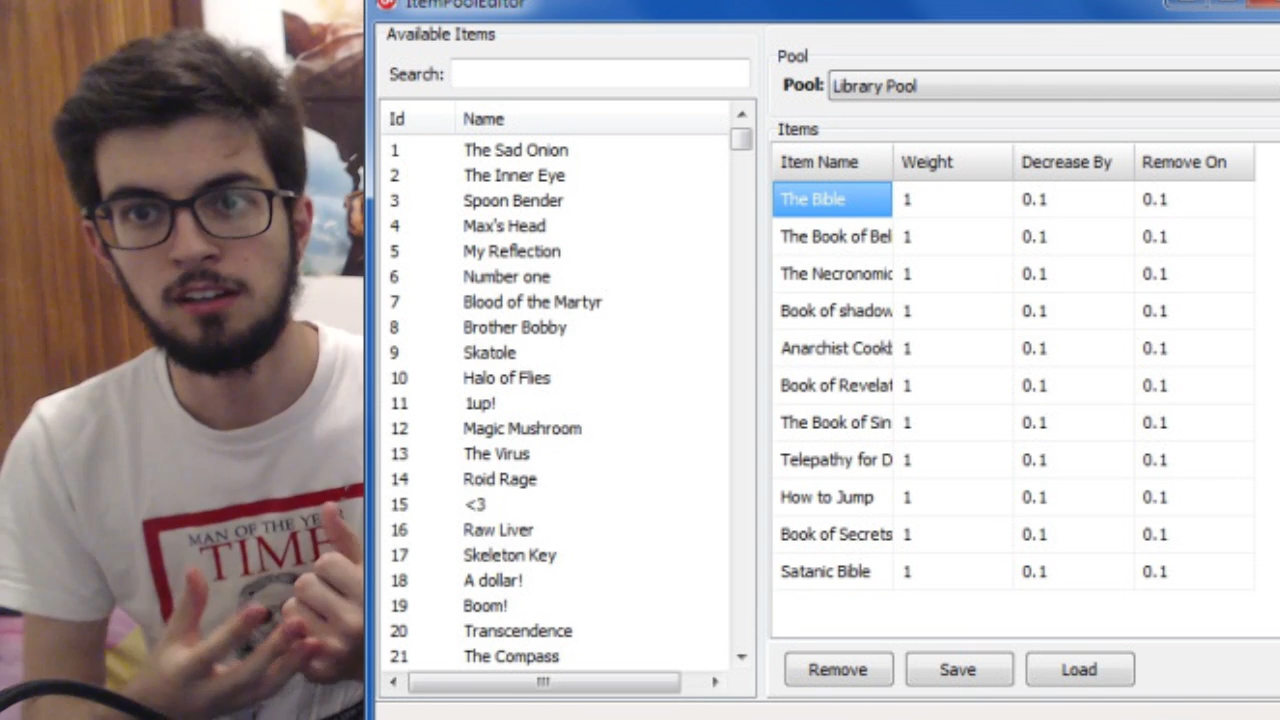 ItemPoolEditor
Available Items
Search:
Id Name
1 The Sad Onion
2 The Inner Eye
3 Spoon Bender
4 Max's Head
5 My Reflection
6 Number one
7 Blood of the Martyr
8 Brother Bobby
9 Skatole
10 Halo of Flies
11 1up!
12 Magic Mushroom
13 The Virus
14 Roid Rage
15 <3
16 Raw Liver
17 Skeleton Key
18 A dollar!
19 Boom!
20 Transcendence
21 The Compass
Pool
Pool: Library Pool
Items
Item Name Weight Decrease By Remove On
The Bible 1 0.1 0.1
The Book of Bel 1 0.1 0.1
The Necronomic 1 0.1 0.1
Book of shadow 1 0.1 0.1
Anarchist Cookb 1 0.1 0.1
Book of Revelat 1 0.1 0.1
The Book of Sin 1 0.1 0.1
Telepathy for D 1 0.1 0.1
How to Jump 1 0.1 0.1
Book of Secrets 1 0.1 0.1
Satanic Bible 1 0.1 0.1
Remove Save Load
MAN OF THE YEAR
TIME